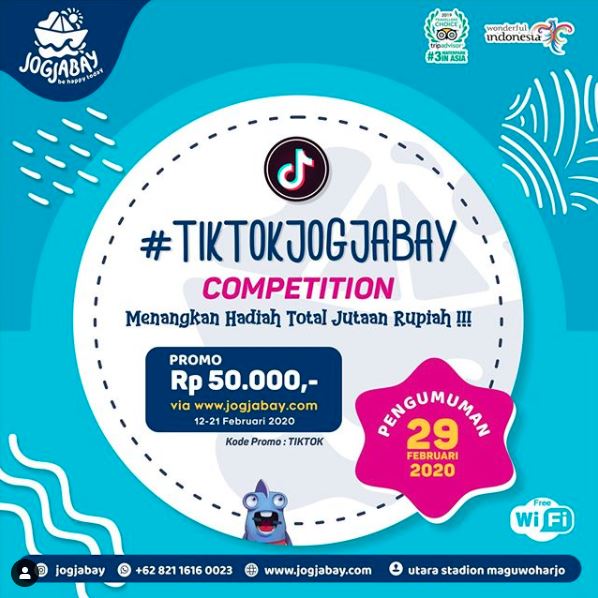 JOGJABAY
be happy today
2019
TRAVELLERS'
CHOICE
tripadvisor
#3 WATERPARK
IN ASIA
wonderful
indonesia
#TIKTOKJOGJABAY
COMPETITION
Menangkan Hadiah Total Jutaan Rupiah !!!
PROMO
Rp 50.000,-
via www.jogjabay.com
12-21 Februari 2020
Kode Promo : TIKTOK
PENGUMUMAN
29
FEBRUARI
2020
Free
WiFi
jogjabay +62 821 1616 0023 www.jogjabay.com utara stadion maguwoharjo